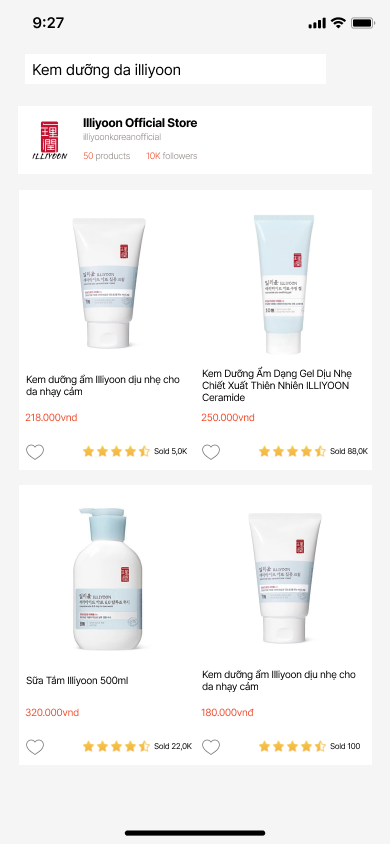 9:27
Kem dưỡng da illiyoon
Illiyoon Official Store
illiyoonkoreanofficial
50 products 10K followers
ILLIYOON
Kem dưỡng ẩm Illiyoon dịu nhẹ cho
da nhạy cảm
218.000vnd
Sold 5,0K
Kem Dưỡng Ẩm Dạng Gel Dịu Nhẹ
Chiết Xuất Thiên Nhiên ILLIYOON
Ceramide
250.000vnd
Sold 88,0K
Sữa Tắm Illiyoon 500ml
320.000vnd
Sold 22,0K
Kem dưỡng ẩm Illiyoon dịu nhẹ cho
da nhạy cảm
180.000vnđ
Sold 100